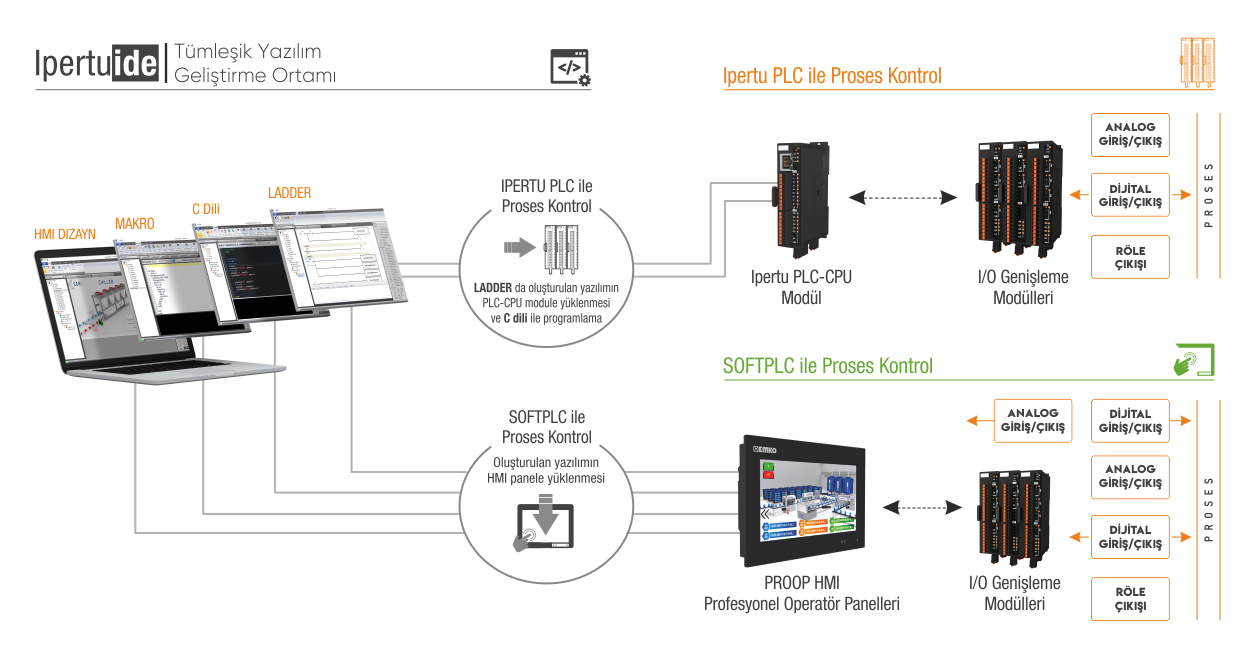 Ipertuide
Tümleşik Yazılım
Geliştirme Ortamı
</>
Ipertu PLC ile Proses Kontrol
HMI DIZAYN
MAKRO
C Dili
LADDER
IPERTU PLC ile
Proses Kontrol
LADDER da oluşturulan yazılımın
PLC-CPU module yüklenmesi
ve C dili ile programlama
Ipertu PLC-CPU
Modül
I/O Genişleme
Modülleri
ANALOG
GİRİŞ/ÇIKIŞ
DİJİTAL
GİRİŞ/ÇIKIŞ
RÖLE
ÇIKIŞI
PROSES
SOFTPLC ile Proses Kontrol
SOFTPLC ile
Proses Kontrol
Oluşturulan yazılımın
HMI panele yüklenmesi
EMKO
PROOP HMI
Profesyonel Operatör Panelleri
I/O Genişleme
Modülleri
ANALOG
GİRİŞ/ÇIKIŞ
DİJİTAL
GİRİŞ/ÇIKIŞ
ANALOG
GİRİŞ/ÇIKIŞ
DİJİTAL
GİRİŞ/ÇIKIŞ
RÖLE
ÇIKIŞI
PROSES
CHILLER